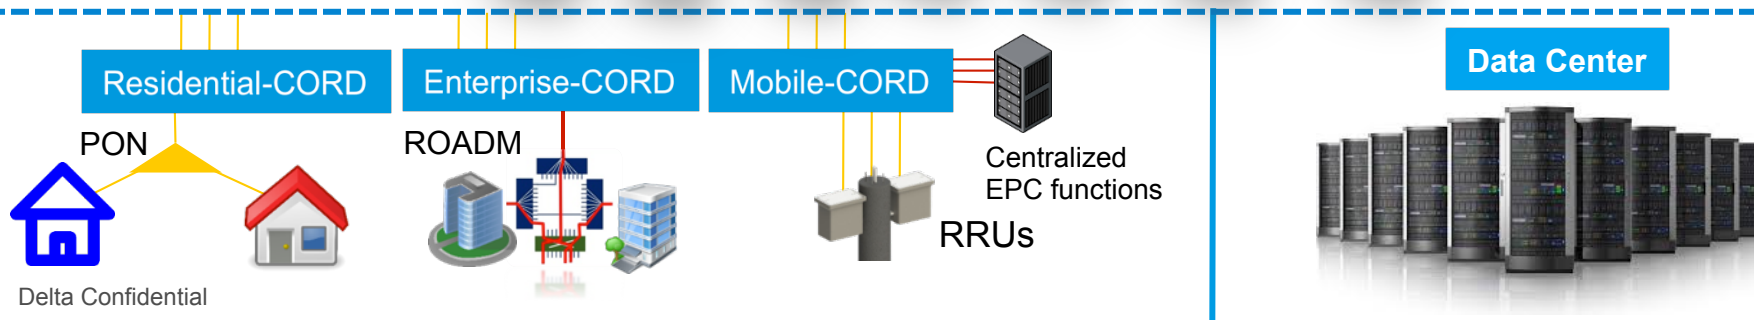 Residential-CORD
Enterprise-CORD
Mobile-CORD
Data Center
PON
ROADM
Centralized
EPC functions
RRUs
Delta Confidential